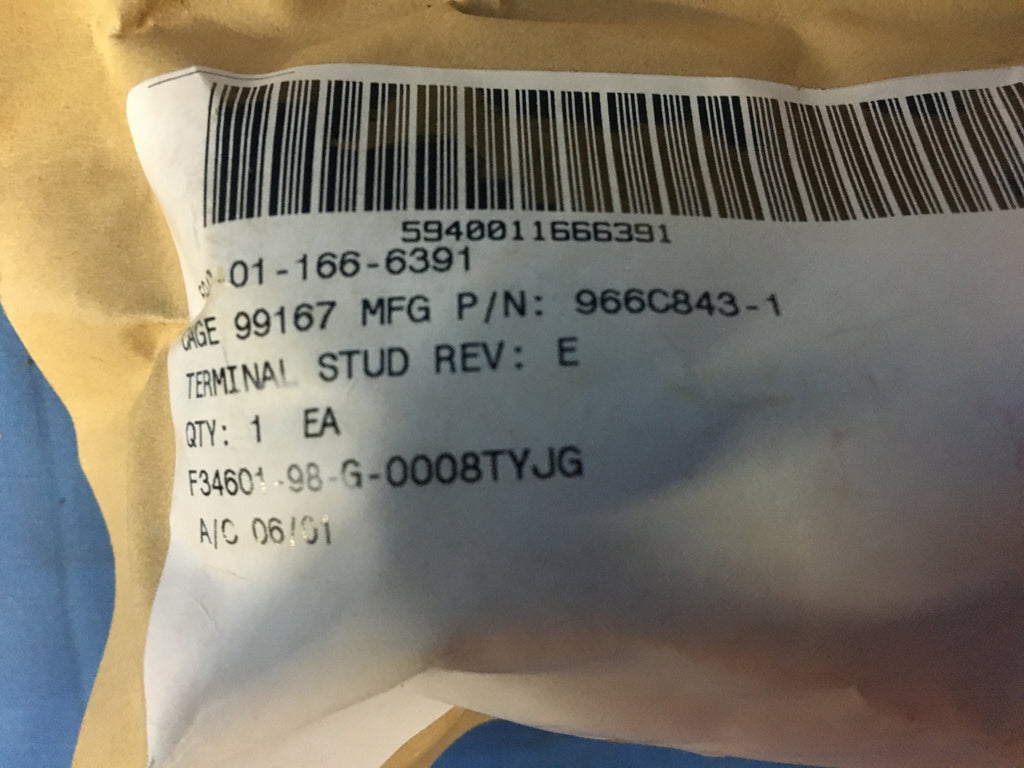 5940011666391
-01-166-6391
CAGE 99167 MFG P/N: 966C843-1
TERMINAL STUD REV: E
QTY: 1 EA
F34601-98-G-0008TYJG
A/C 06/01